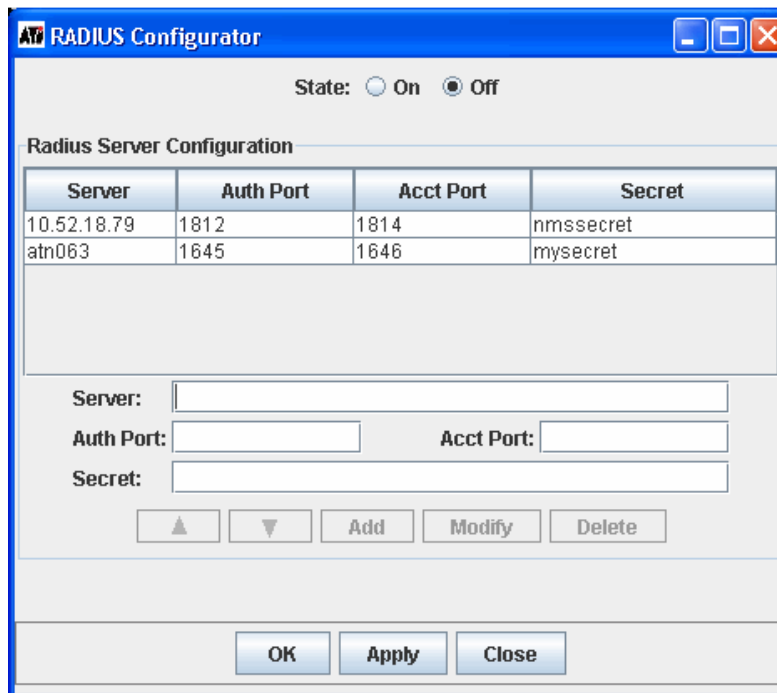 ATi RADIUS Configurator
State: On Off
Radius Server Configuration
Server Auth Port Acct Port Secret
10.52.18.79 1812 1814 nmssecret
atn063 1645 1646 mysecret
Server:
Auth Port: Acct Port:
Secret:
Add Modify Delete
OK Apply Close